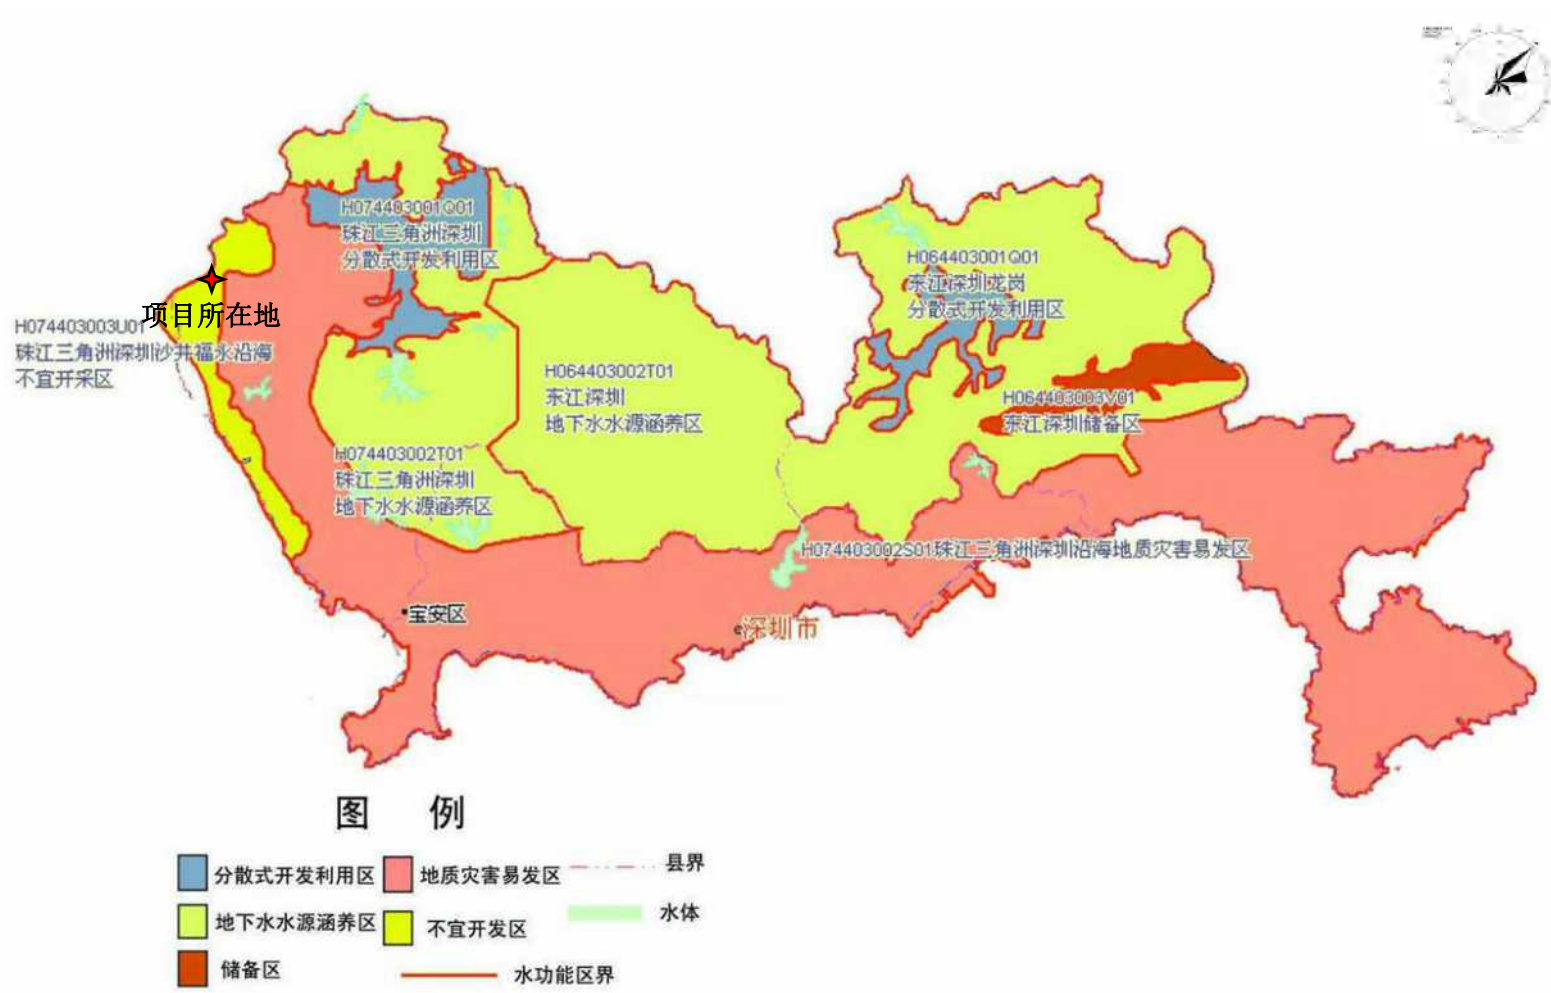 H074403001Q01
珠江三角洲深圳
分散式开发利用区
H064403001Q01
东江深圳龙岗
分散式开发利用区
项目所在地
H074403003U01
珠江三角洲深圳沙井福永沿海
不宜开采区
H064403002T01
东江深圳
地下水水源涵养区
H064403003V01
东江深圳储备区
H074403002T01
珠江三角洲深圳
地下水水源涵养区
H074403002S01珠江三角洲深圳沿海地质灾害易发区
宝安区
深圳市
图 例
分散式开发利用区
地质灾害易发区
县界
地下水水源涵养区
不宜开发区
水体
储备区
水功能区界